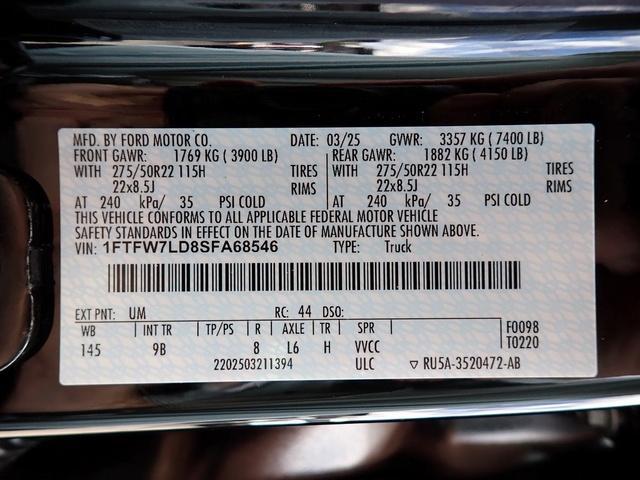 MFD. BY FORD MOTOR CO. DATE: 03/25 GVWR: 3357 KG ( 7400 LB)
FRONT GAWR: 1769 KG ( 3900 LB) REAR GAWR: 1882 KG ( 4150 LB)
WITH 275/50R22 115H TIRES WITH 275/50R22 115H TIRES
22x8.5J RIMS 22x8.5J RIMS
AT 240 kPa/ 35 PSI COLD AT 240 kPa/ 35 PSI COLD
THIS VEHICLE CONFORMS TO ALL APPLICABLE FEDERAL MOTOR VEHICLE
SAFETY STANDARDS IN EFFECT ON THE DATE OF MANUFACTURE SHOWN ABOVE.
VIN: 1FTFW7LD8SFA68546 TYPE: Truck
EXT PNT: UM RC: 44 DSO:
WB INT TR TP/PS R AXLE TR SPR F0098
145 9B 8 L6 H VVCC T0220
2202503211394 ULC ▽ RU5A-3520472-AB